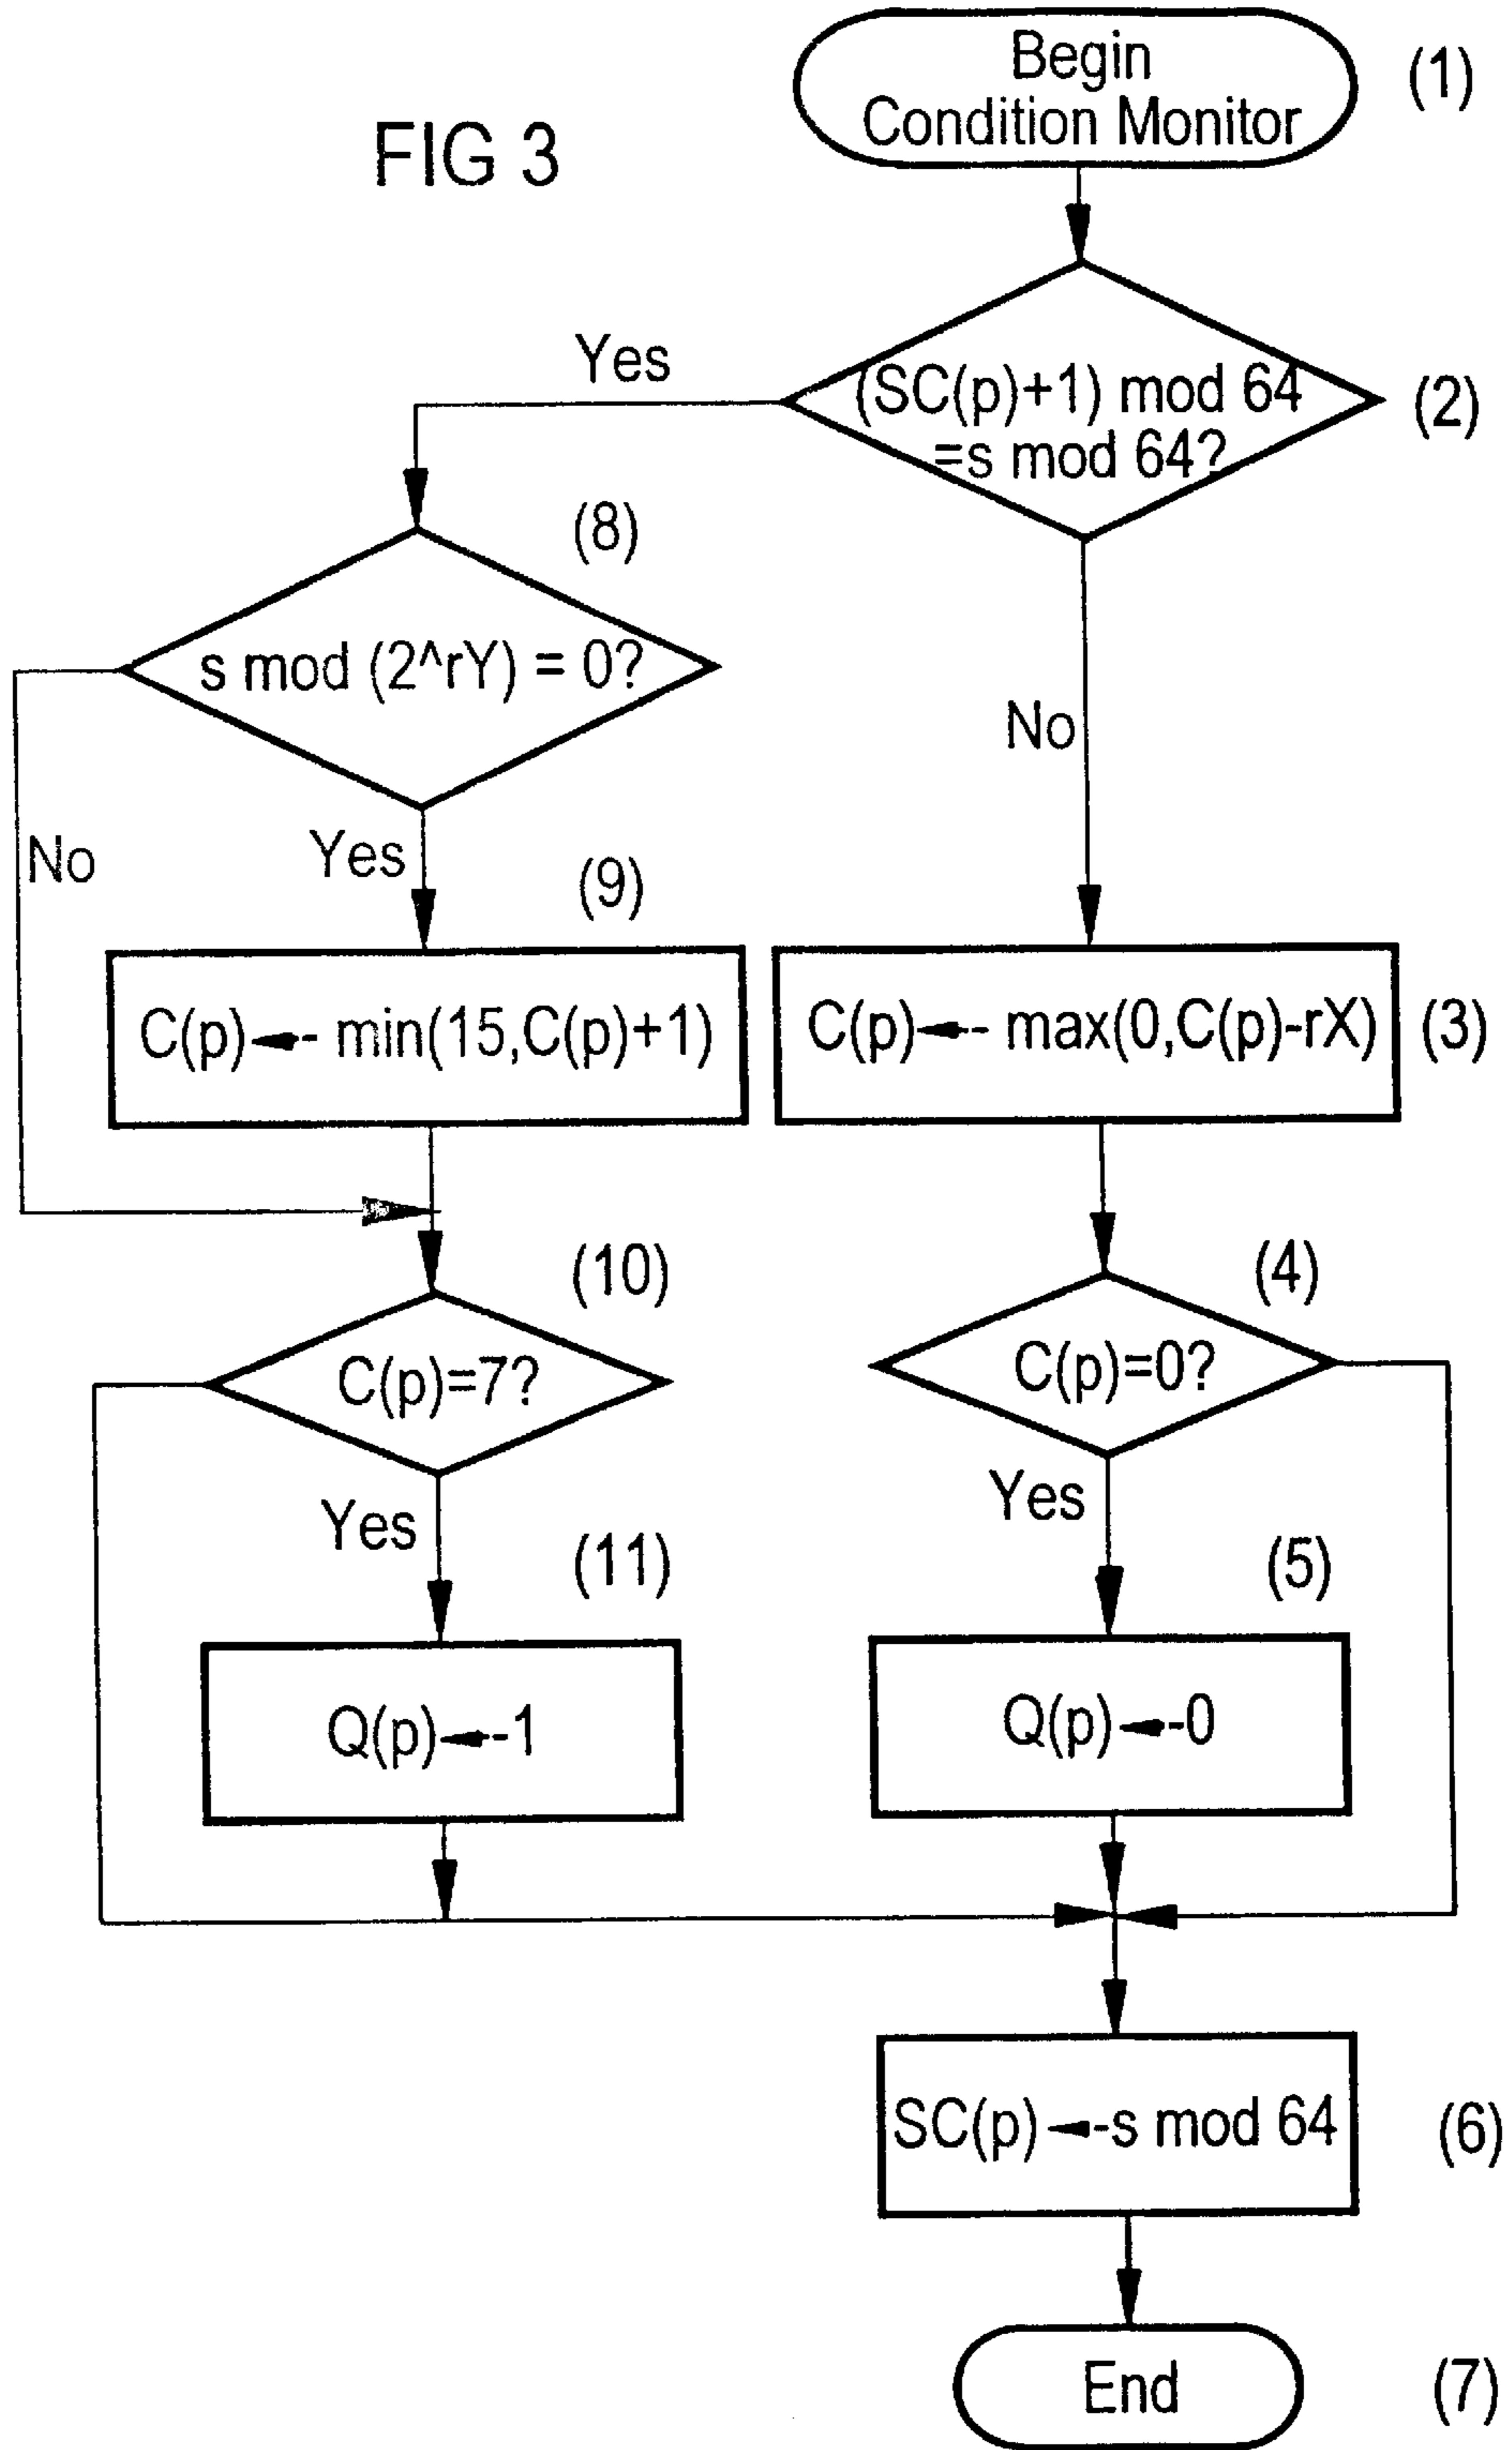 FIG 3
Begin
Condition Monitor
(1)
(SC(p)+1) mod 64
=s mod 64?
(2)
Yes
No
(8)
s mod (2^rY) = 0?
No
Yes
(9)
C(p)◄- min(15,C(p)+1)
C(p)◄- max(0,C(p)-rX)
(3)
(10)
C(p)=7?
(4)
C(p)=0?
Yes
Yes
(11)
(5)
Q(p)◄-1
Q(p)◄-0
SC(p)◄-s mod 64
(6)
End
(7)